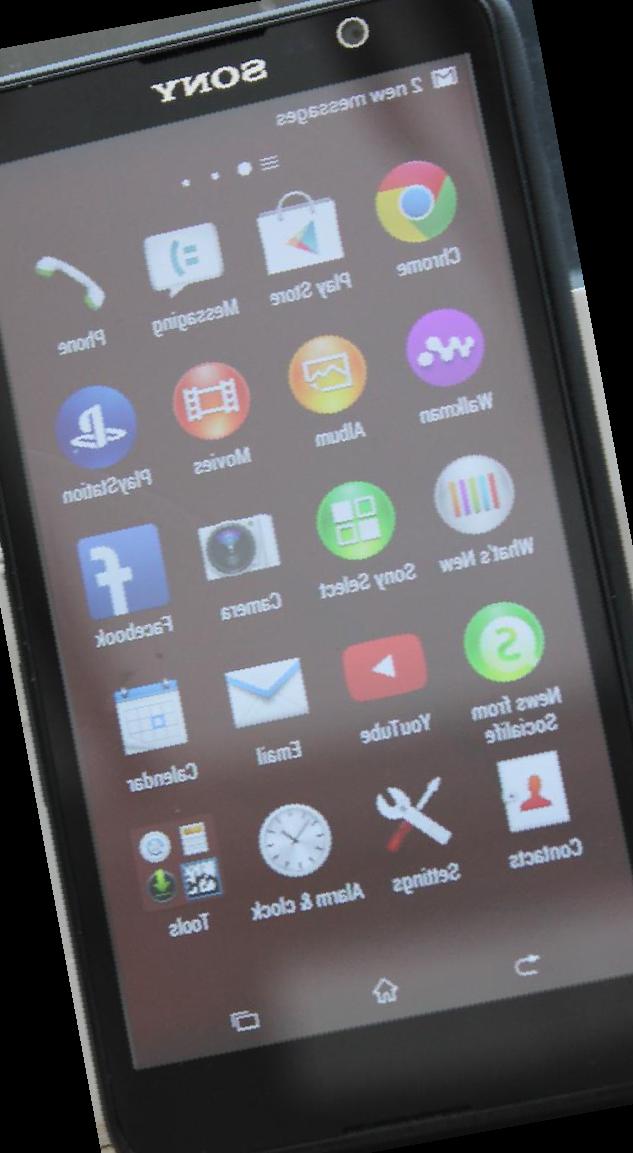 SONY
2 new messages
Chrome
Play Store
Messaging
Phone
Walkman
Album
Movies
PlayStation
What's New
Sony Select
Camera
Facebook
News from
Socialife
YouTube
Email
Calendar
Contacts
Settings
Alarm & clock
Tools